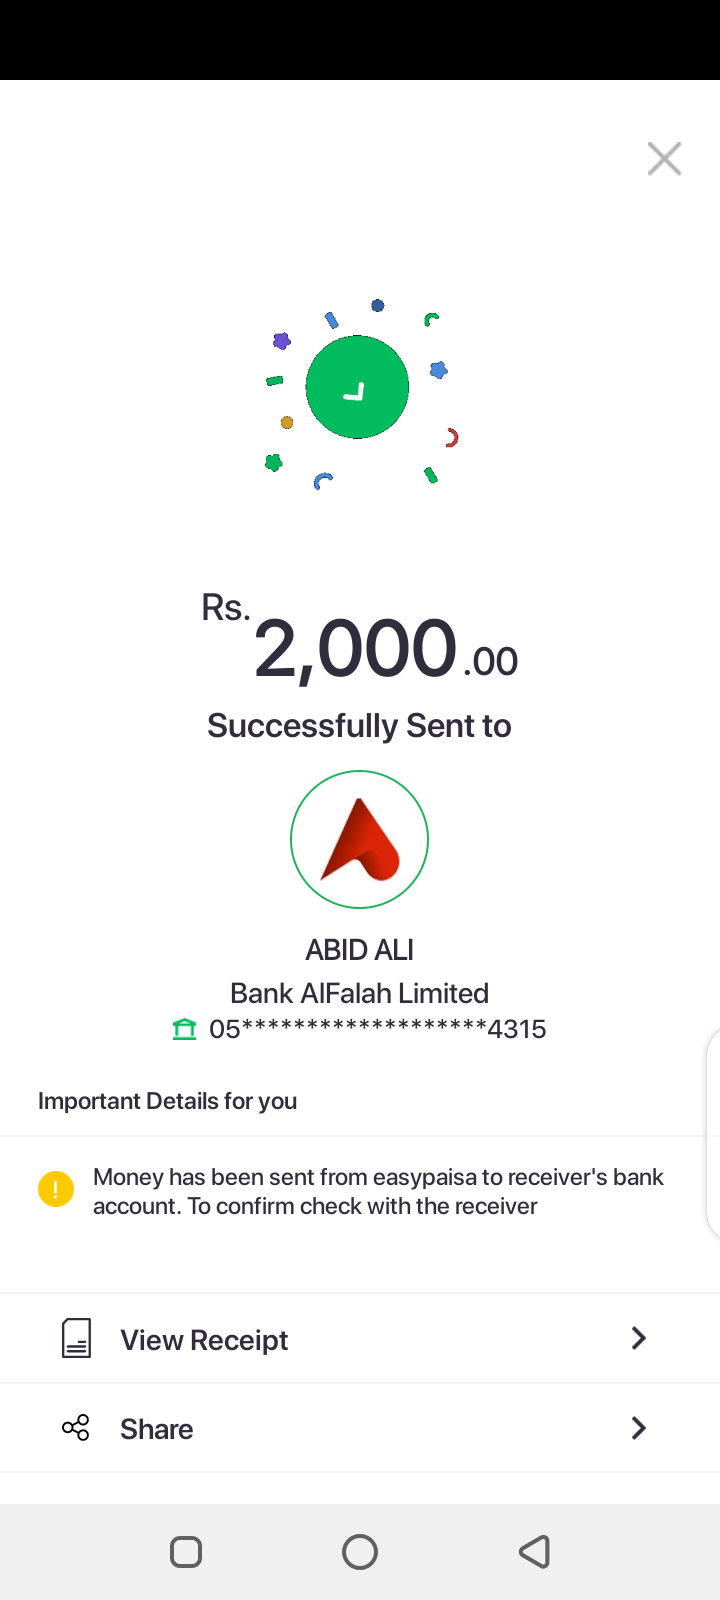 Rs. 2,000.00
Successfully Sent to
ABID ALI
Bank AlFalah Limited
05*******************4315
Important Details for you
Money has been sent from easypaisa to receiver's bank
account. To confirm check with the receiver
View Receipt
Share